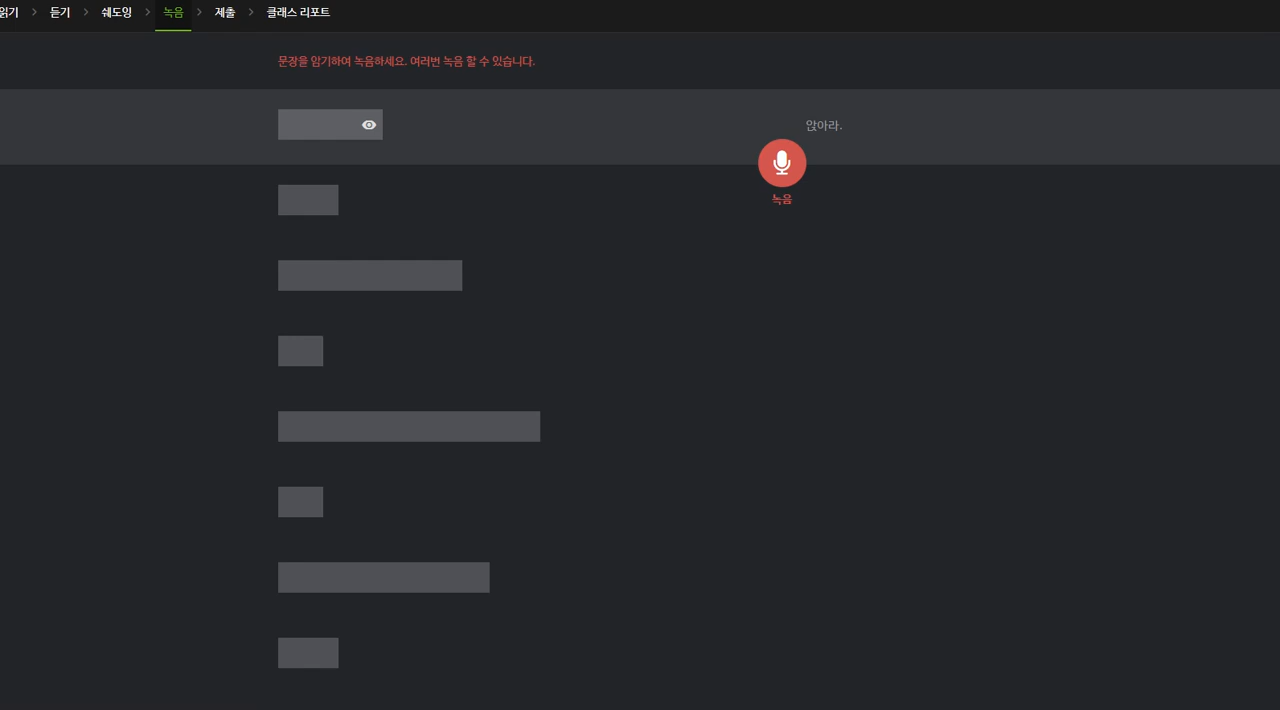 읽기 > 듣기 > 쉐도잉 > 녹음 > 제출 > 클래스 리포트
문장을 암기하여 녹음하세요. 여러번 녹음 할 수 있습니다.
앉아라.
녹음